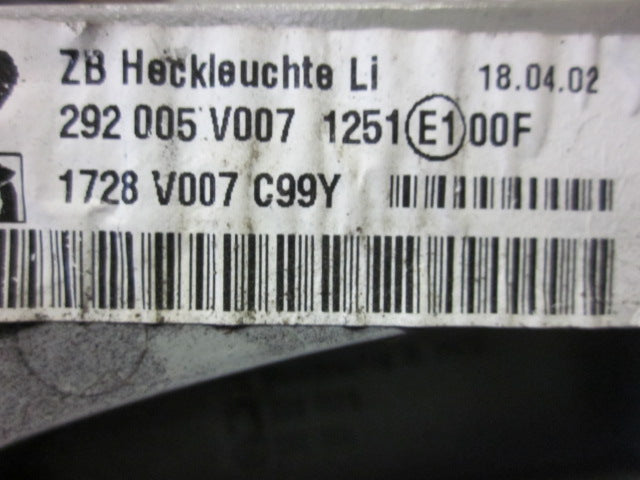 ZB Heckleuchte Li 18.04.02
292 005 V007 1251 E1 00F
1728 V007 C99Y